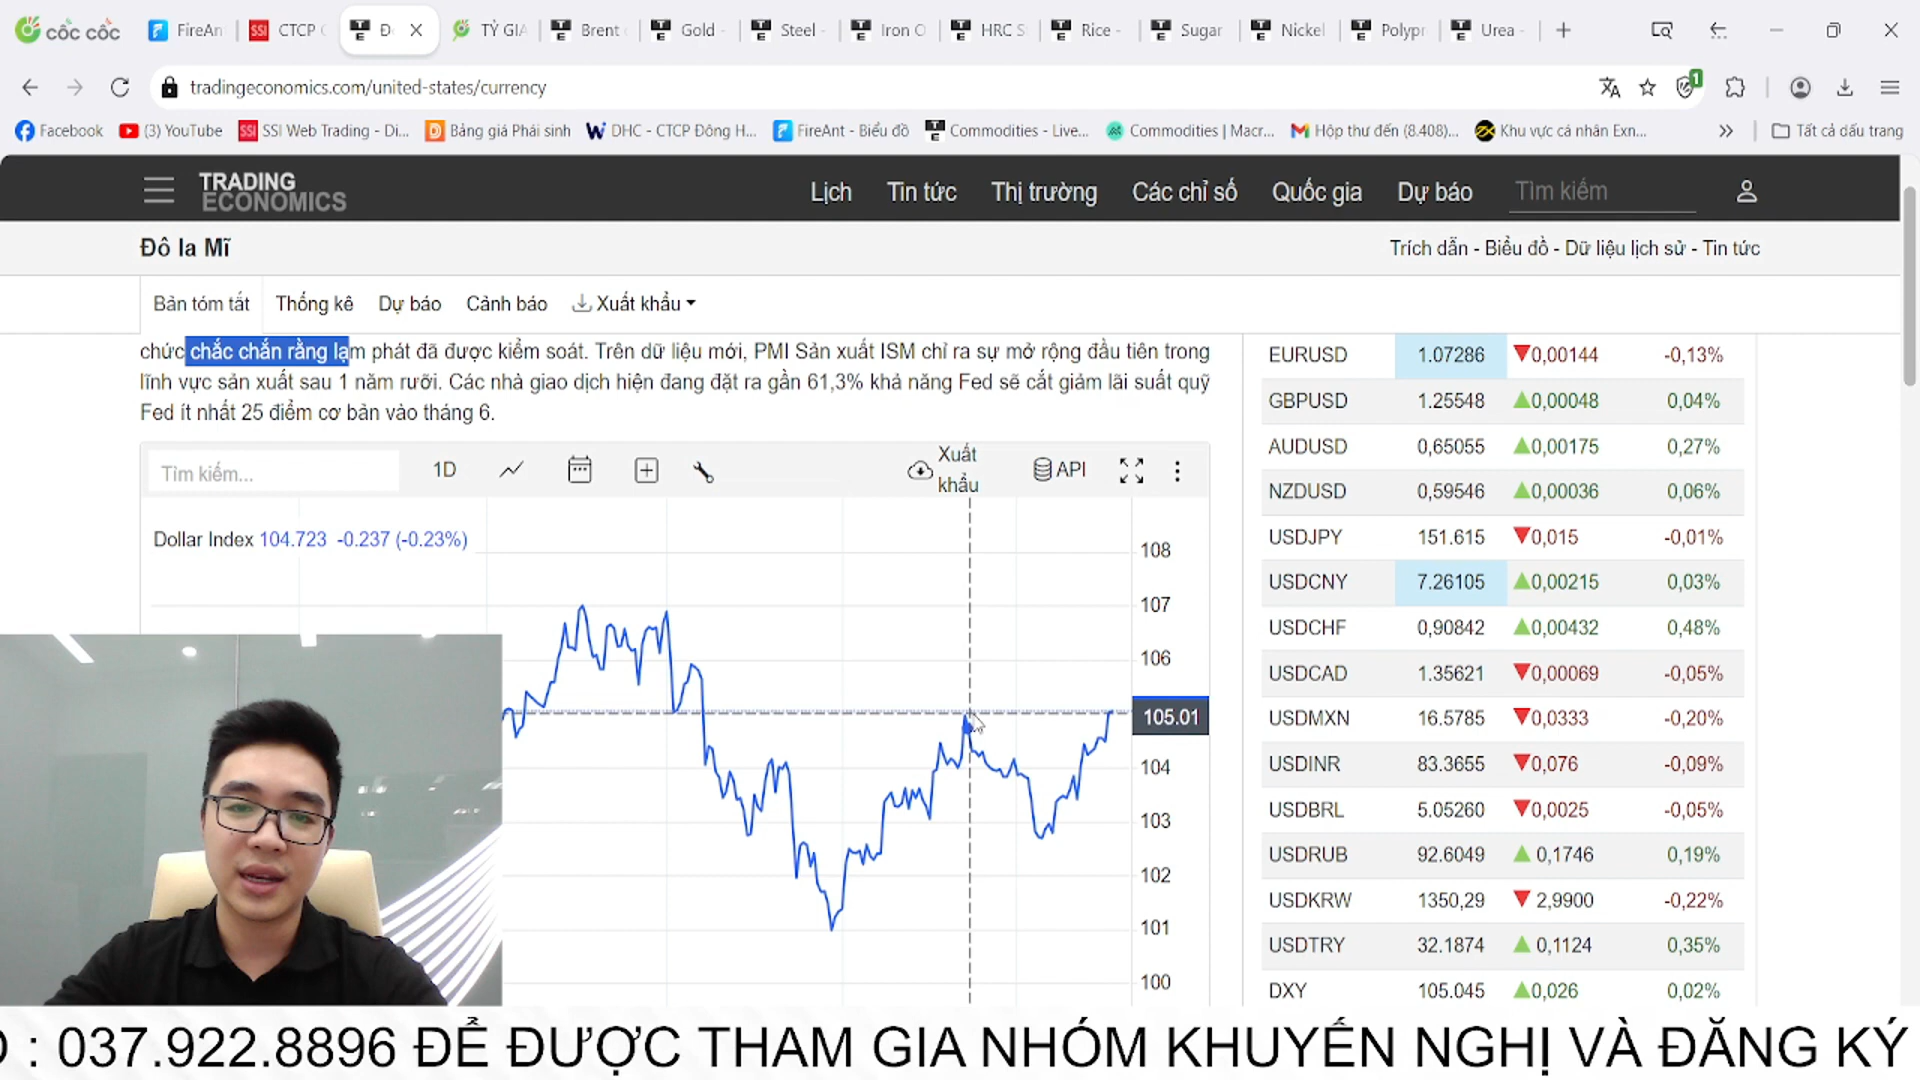 cốc cốc
FireAn
SSI CTCP
TỶ GIÁ
Brent
Gold -
Steel -
Iron O
HRC S
Rice -
Sugar
Nickel
Polypr
Urea -
tradingeconomics.com/united-states/currency
1
Facebook
(3) YouTube
SSI SSI Web Trading - Di...
Bảng giá Phái sinh
DHC - CTCP Đông H...
FireAnt - Biểu đồ
Commodities - Live...
Commodities | Macr...
Hộp thư đến (8.408)...
Khu vực cá nhân Exn...
Tất cả dấu trang
TRADING
ECONOMICS
Lịch Tin tức Thị trường Các chỉ số Quốc gia Dự báo Tìm kiếm
Đô la Mĩ
Trích dẫn - Biểu đồ - Dữ liệu lịch sử - Tin tức
Bản tóm tắt Thống kê Dự báo Cảnh báo Xuất khẩu
chức chắc chắn rằng lạm phát đã được kiểm soát. Trên dữ liệu mới, PMI Sản xuất ISM chỉ ra sự mở rộng đầu tiên trong
lĩnh vực sản xuất sau 1 năm rưỡi. Các nhà giao dịch hiện đang đặt ra gần 61,3% khả năng Fed sẽ cắt giảm lãi suất quỹ
Fed ít nhất 25 điểm cơ bản vào tháng 6.
Tìm kiếm...
1D
Xuất
khẩu
API
Dollar Index 104.723 -0.237 (-0.23%)
108
107
106
105.01
104
103
102
101
100
EURUSD 1.07286 ▼0,00144 -0,13%
GBPUSD 1.25548 ▲0,00048 0,04%
AUDUSD 0,65055 ▲0,00175 0,27%
NZDUSD 0,59546 ▲0,00036 0,06%
USDJPY 151.615 ▼0,015 -0,01%
USDCNY 7.26105 ▲0,00215 0,03%
USDCHF 0,90842 ▲0,00432 0,48%
USDCAD 1.35621 ▼0,00069 -0,05%
USDMXN 16.5785 ▼0,0333 -0,20%
USDINR 83.3655 ▼0,076 -0,09%
USDBRL 5.05260 ▼0,0025 -0,05%
USDRUB 92.6049 ▲ 0,1746 0,19%
USDKRW 1350,29 ▼ 2,9900 -0,22%
USDTRY 32.1874 ▲ 0,1124 0,35%
DXY 105.045 ▲0,026 0,02%
: 037.922.8896 ĐỂ ĐƯỢC THAM GIA NHÓM KHUYẾN NGHỊ VÀ ĐĂNG KÝ